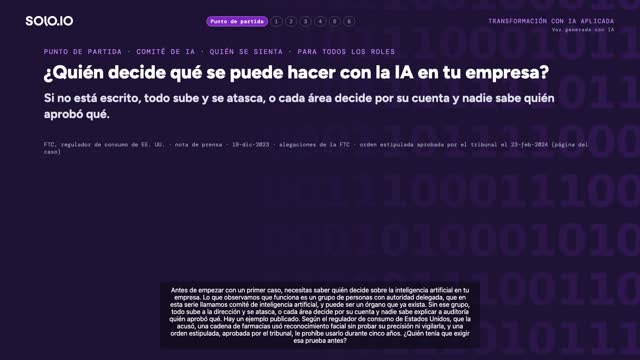 SOLO.IO
Punto de partida 1 2 3 4 5 6
TRANSFORMACIÓN CON IA APLICADA
Voz generada con IA
PUNTO DE PARTIDA · COMITÉ DE IA · QUIÉN SE SIENTA · PARA TODOS LOS ROLES
¿Quién decide qué se puede hacer con la IA en tu empresa?
Si no está escrito, todo sube y se atasca, o cada área decide por su cuenta y nadie sabe quién
aprobó qué.
FTC, regulador de consumo de EE. UU. · nota de prensa · 19-dic-2023 · alegaciones de la FTC · orden estipulada aprobada por el tribunal el 23-feb-2024 (página del
caso)
Antes de empezar con un primer caso, necesitas saber quién decide sobre la inteligencia artificial en tu
empresa. Lo que observamos que funciona es un grupo de personas con autoridad delegada, que en
esta serie llamamos comité de inteligencia artificial, y puede ser un órgano que ya exista. Sin ese grupo,
todo sube a la dirección y se atasca, o cada área decide por su cuenta y nadie sabe explicar a auditoría
quién aprobó qué. Hay un ejemplo publicado. Según el regulador de consumo de Estados Unidos, que la
acusó, una cadena de farmacias usó reconocimiento facial sin probar su precisión ni vigilarla, y una
orden estipulada, aprobada por el tribunal, le prohíbe usarlo durante cinco años. ¿Quién tenía que exigir
esa prueba antes?